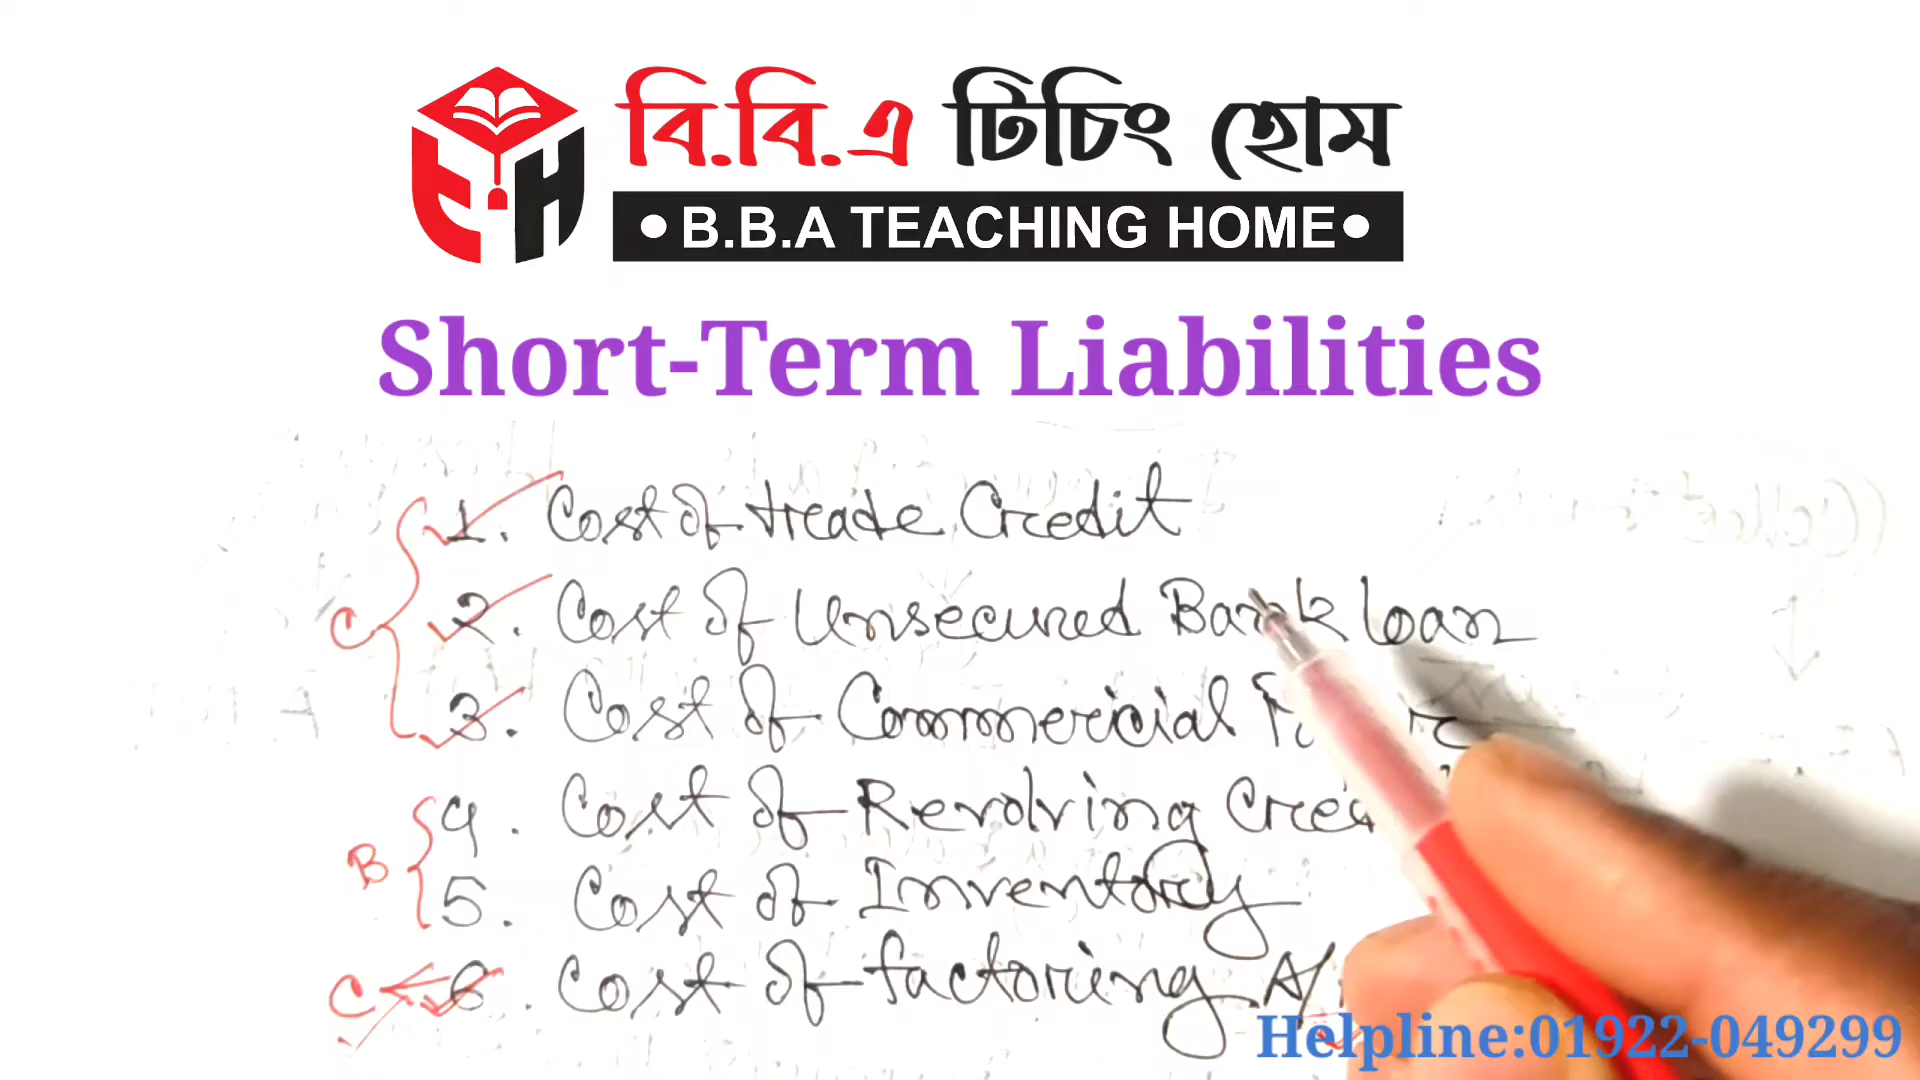 বি.বি.এ টিচিং হোম
• B.B.A TEACHING HOME •
Short-Term Liabilities
1. Cost of trade Credit
2. Cost of Unsecured Bank loan
C
3. Cost of Commercial
4. Cost of Revolving
B
5. Cost of Inventory
C 6. Cost of factoring A/
Helpline:01922-049299